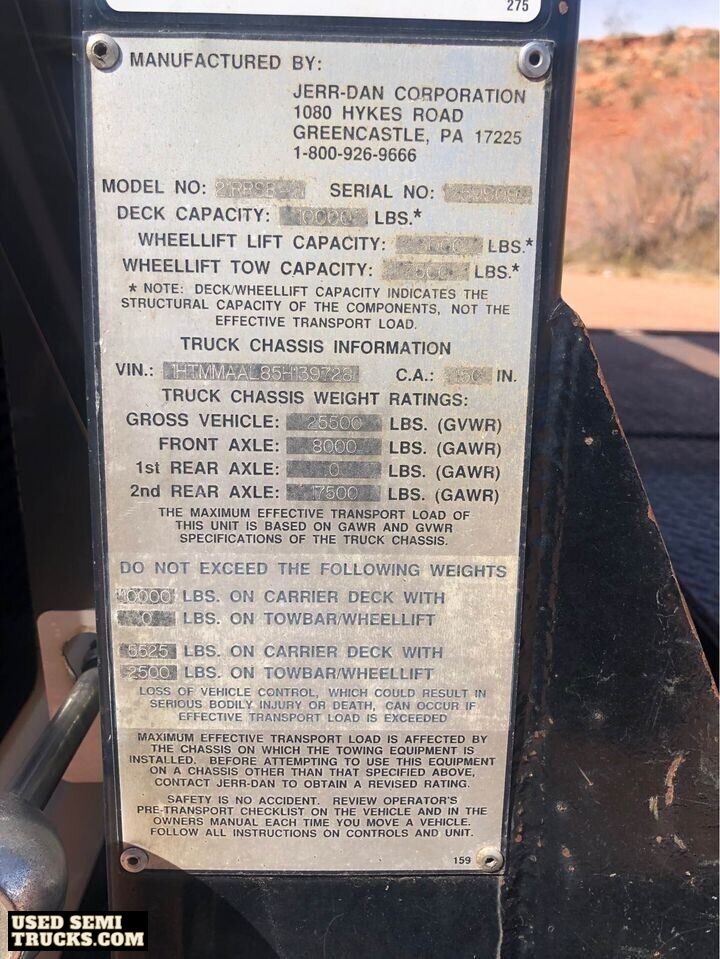 275
MANUFACTURED BY:
JERR-DAN CORPORATION
1080 HYKES ROAD
GREENCASTLE, PA 17225
1-800-926-9666
MODEL NO: SERIAL NO:
DECK CAPACITY: 10000 LBS.*
WHEELLIFT LIFT CAPACITY: LBS.*
WHEELLIFT TOW CAPACITY: LBS.*
* NOTE: DECK/WHEELLIFT CAPACITY INDICATES THE
STRUCTURAL CAPACITY OF THE COMPONENTS, NOT THE
EFFECTIVE TRANSPORT LOAD.
TRUCK CHASSIS INFORMATION
VIN.: 1HTMMAAL85H139728 C.A.: IN.
TRUCK CHASSIS WEIGHT RATINGS:
GROSS VEHICLE: 25500 LBS. (GVWR)
FRONT AXLE: 8000 LBS. (GAWR)
1st REAR AXLE: 0 LBS. (GAWR)
2nd REAR AXLE: 17500 LBS. (GAWR)
THE MAXIMUM EFFECTIVE TRANSPORT LOAD OF
THIS UNIT IS BASED ON GAWR AND GVWR
SPECIFICATIONS OF THE TRUCK CHASSIS.
DO NOT EXCEED THE FOLLOWING WEIGHTS
10000 LBS. ON CARRIER DECK WITH
0 LBS. ON TOWBAR/WHEELLIFT
LBS. ON CARRIER DECK WITH
2500 LBS. ON TOWBAR/WHEELLIFT
LOSS OF VEHICLE CONTROL, WHICH COULD RESULT IN
SERIOUS BODILY INJURY OR DEATH, CAN OCCUR IF
EFFECTIVE TRANSPORT LOAD IS EXCEEDED
MAXIMUM EFFECTIVE TRANSPORT LOAD IS AFFECTED BY
THE CHASSIS ON WHICH THE TOWING EQUIPMENT IS
INSTALLED. BEFORE ATTEMPTING TO USE THIS EQUIPMENT
ON A CHASSIS OTHER THAN THAT SPECIFIED ABOVE,
CONTACT JERR-DAN TO OBTAIN A REVISED RATING.
SAFETY IS NO ACCIDENT. REVIEW OPERATOR'S
PRE-TRANSPORT CHECKLIST ON THE VEHICLE AND IN THE
OWNERS MANUAL EACH TIME YOU MOVE A VEHICLE.
FOLLOW ALL INSTRUCTIONS ON CONTROLS AND UNIT.
159
USED SEMI
TRUCKS.COM